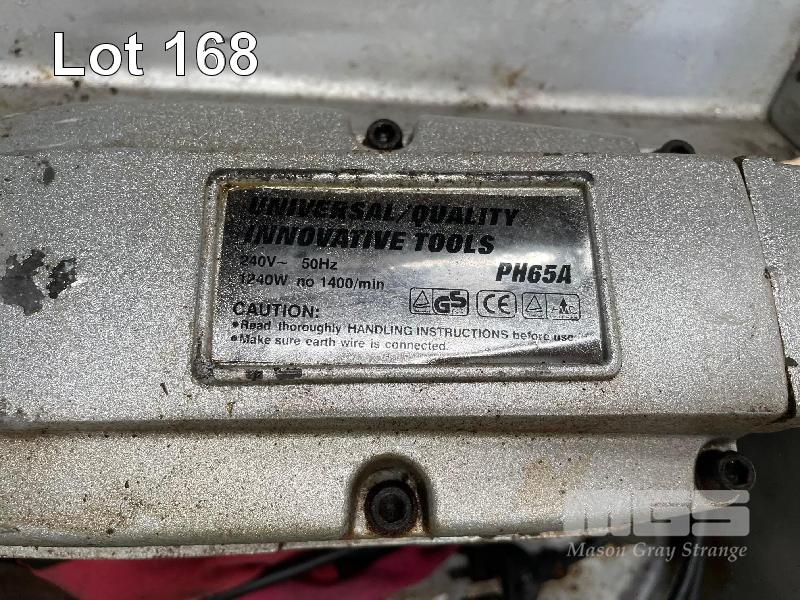 Lot 168
UNIVERSAL/QUALITY
INNOVATIVE TOOLS
240V~ 50Hz
1240W no 1400/min
PH65A
GS CE
CAUTION:
•Read thoroughly HANDLING INSTRUCTIONS before use
•Make sure earth wire is connected.
MGS
Mason Gray Strange